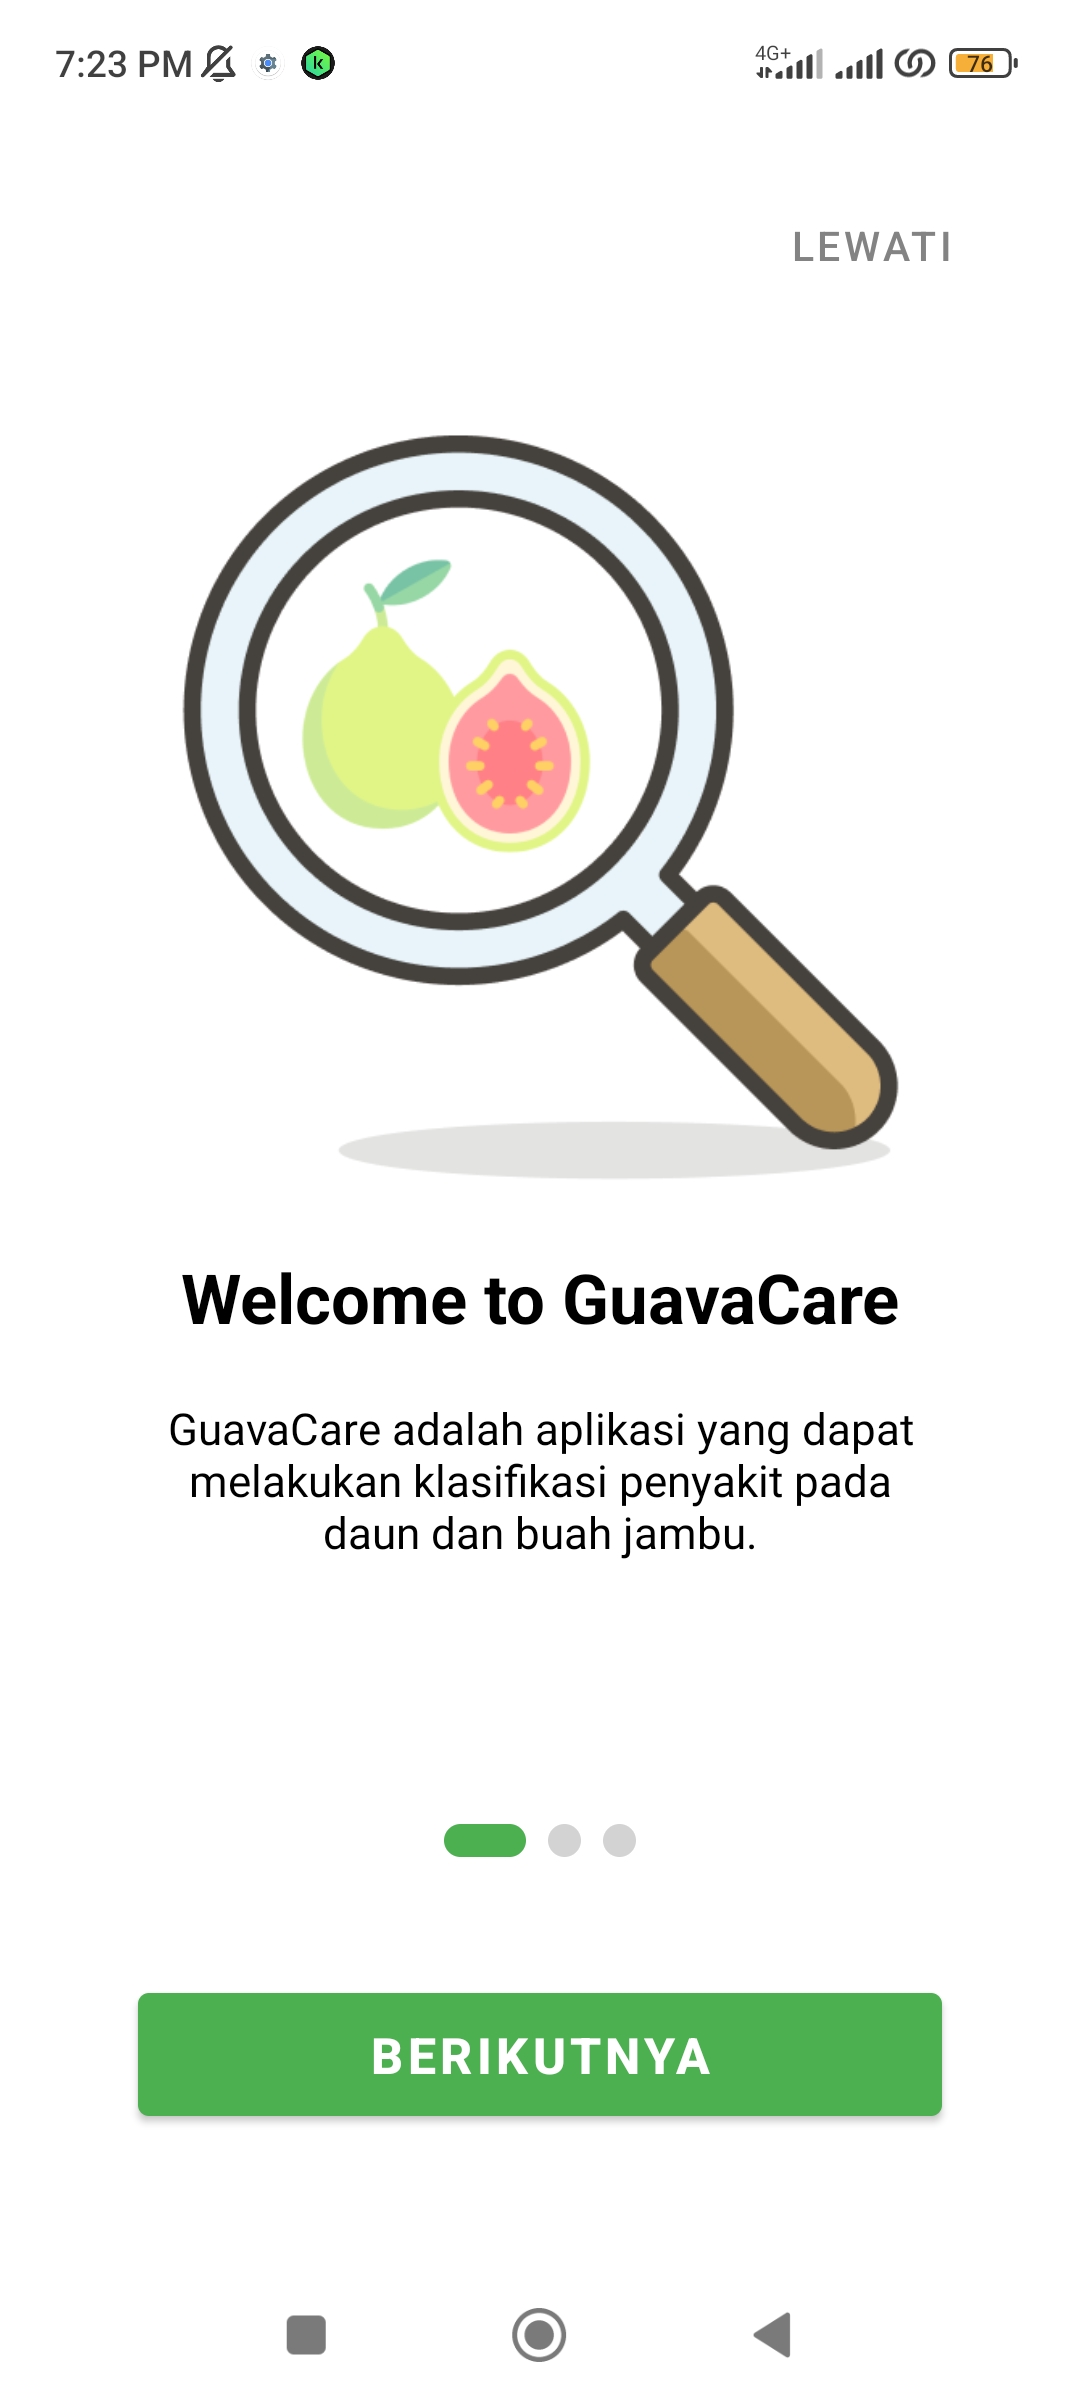 7:23 PM
4G+
76
LEWATI
Welcome to GuavaCare
GuavaCare adalah aplikasi yang dapat
melakukan klasifikasi penyakit pada
daun dan buah jambu.
BERIKUTNYA